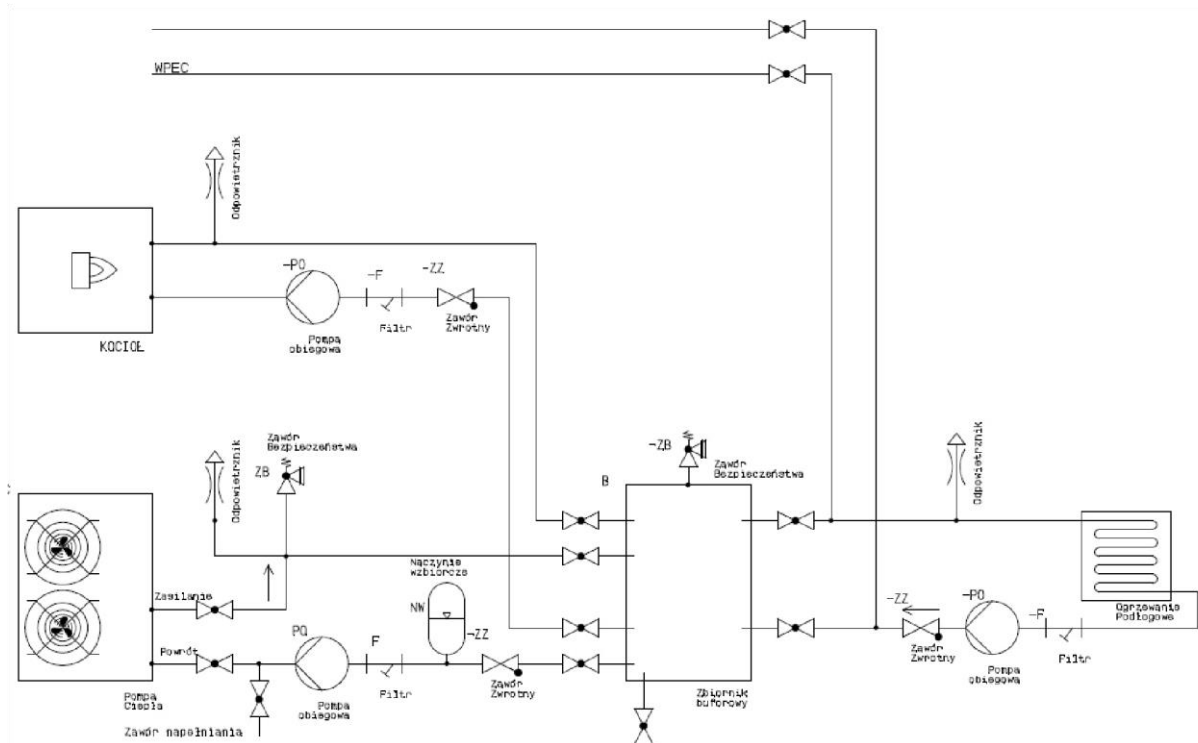 WPEC
Odpowietrznik
KOCIOŁ
-PO
Pompa
obiegowa
-F
Filtr
-ZZ
Zawór
Zwrotny
Odpowietrznik
Zawór
Bezpieczeństwa
ZB
B
-ZB
Zawór
Bezpieczeństwa
Odpowietrznik
Zasilanie
Powrót
Pompa
Ciepła
Zawór napełniania
PO
Pompa
obiegowa
F
Filtr
Naczynie
wzbiorcze
NW
-ZZ
Zawór
Zwrotny
Zbiornik
buforowy
-ZZ
Zawór
Zwrotny
-PO
Pompa
obiegowa
-F
Filtr
Ogrzewanie
Podłogowe